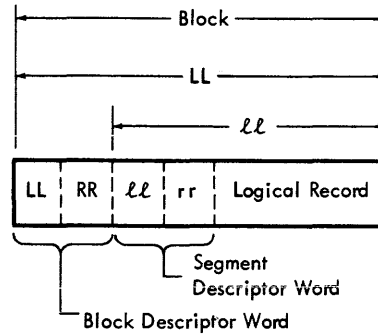 Block
LL
ℓℓ
LL RR ℓℓ rr Logical Record
Segment
Descriptor Word
Block Descriptor Word